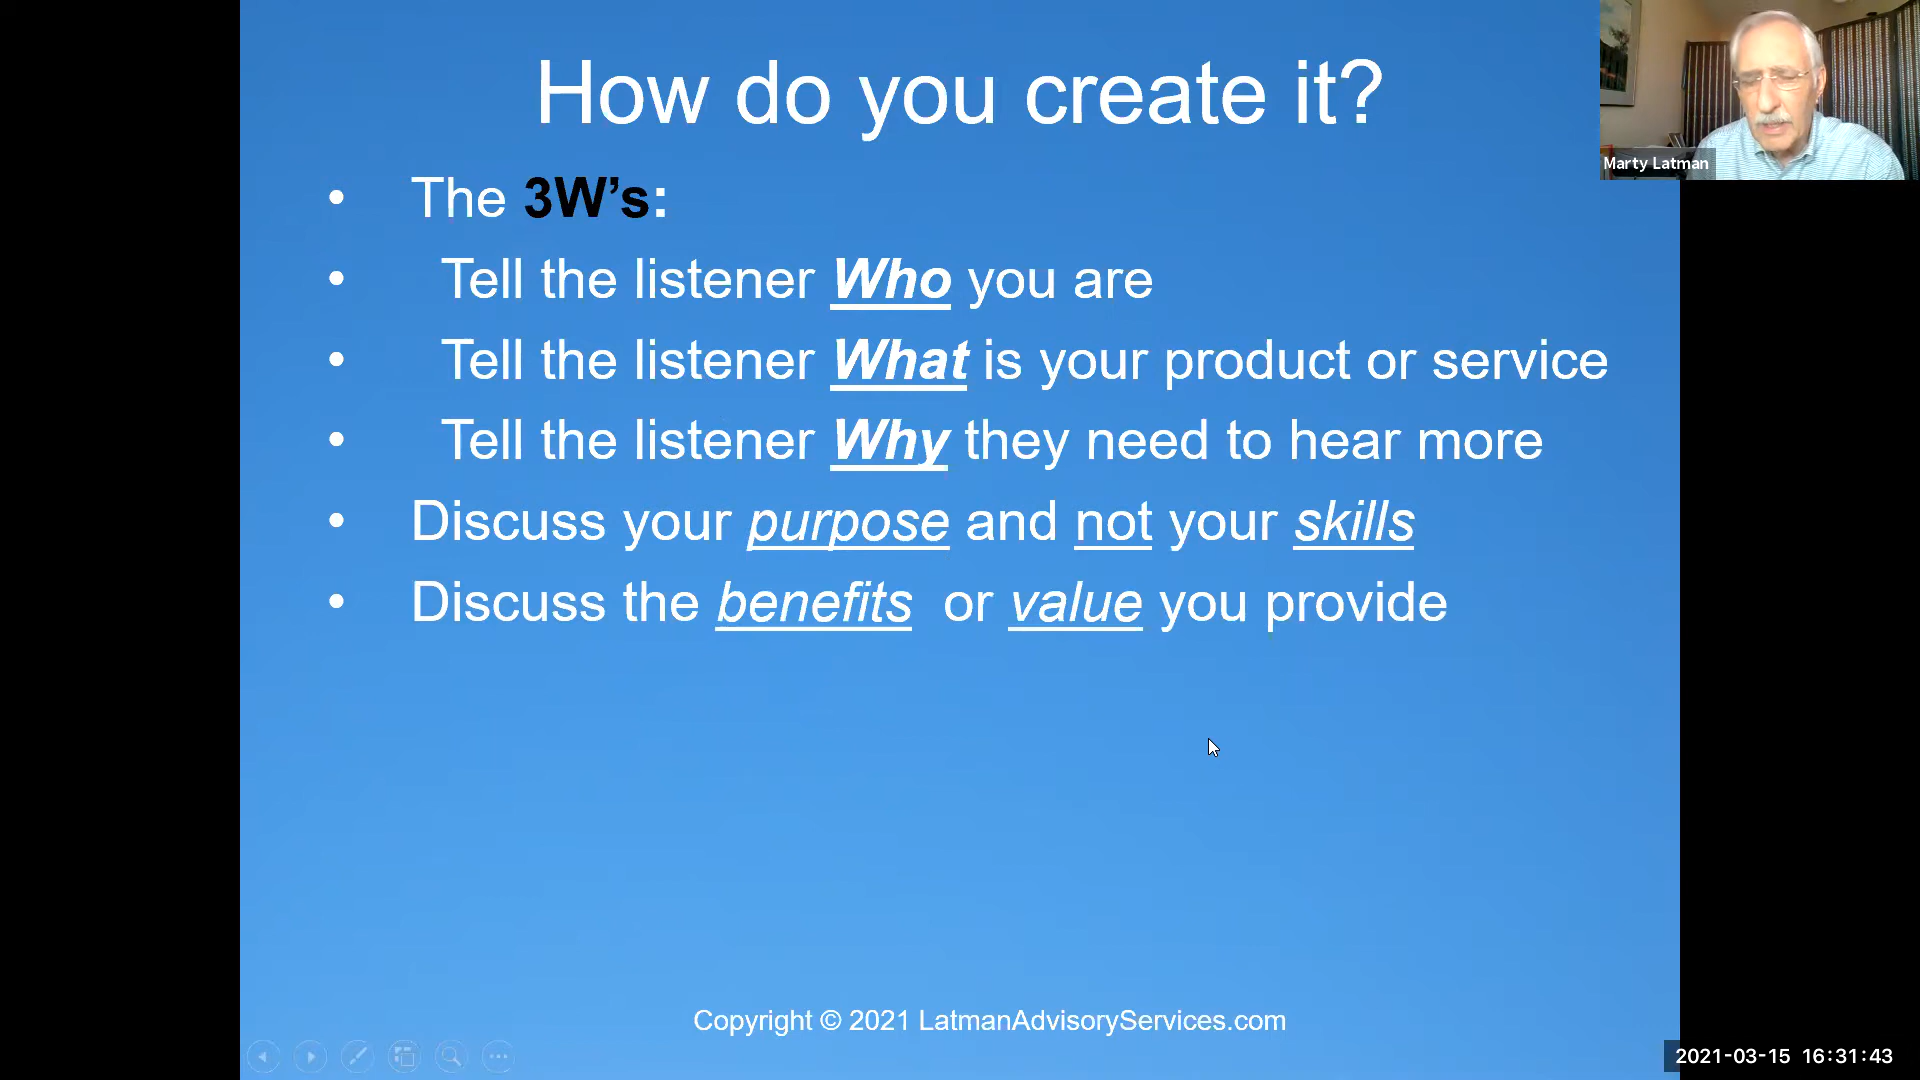 How do you create it?
Marty Latman
• The 3W’s:
• Tell the listener Who you are
• Tell the listener What is your product or service
• Tell the listener Why they need to hear more
• Discuss your purpose and not your skills
• Discuss the benefits or value you provide
Copyright © 2021 LatmanAdvisoryServices.com
2021-03-15 16:31:43